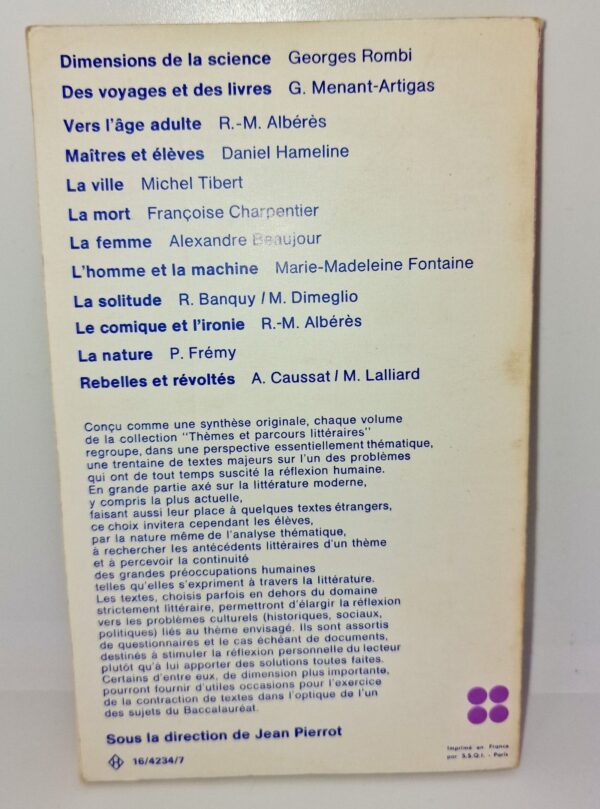 Dimensions de la science Georges Rombi
Des voyages et des livres G. Menant-Artigas
Vers l'âge adulte R.-M. Albérès
Maîtres et élèves Daniel Hameline
La ville Michel Tibert
La mort Françoise Charpentier
La femme Alexandre Beaujour
L'homme et la machine Marie-Madeleine Fontaine
La solitude R. Banquy / M. Dimeglio
Le comique et l'ironie R.-M. Albérès
La nature P. Frémy
Rebelles et révoltés A. Caussat / M. Lalliard
Conçu comme une synthèse originale, chaque volume
de la collection "Thèmes et parcours littéraires"
regroupe, dans une perspective essentiellement thématique,
une trentaine de textes majeurs sur l'un des problèmes
qui ont de tout temps suscité la réflexion humaine.
En grande partie axé sur la littérature moderne,
y compris la plus actuelle,
faisant aussi leur place à quelques textes étrangers,
ce choix invitera cependant les élèves,
par la nature même de l'analyse thématique,
à rechercher les antécédents littéraires d'un thème
et à percevoir la continuité
des grandes préoccupations humaines
telles qu'elles s'expriment à travers la littérature.
Les textes, choisis parfois en dehors du domaine
strictement littéraire, permettront d'élargir la réflexion
vers les problèmes culturels (historiques, sociaux,
politiques) liés au thème envisagé. Ils sont assortis
de questionnaires et le cas échéant de documents,
destinés à stimuler la réflexion personnelle du lecteur
plutôt qu'à lui apporter des solutions toutes faites.
Certains d'entre eux, de dimension plus importante,
pourront fournir d'utiles occasions pour l'exercice
de la contraction de textes dans l'optique de l'un
des sujets du Baccalauréat.
Sous la direction de Jean Pierrot
H 16/4234/7
Imprimé en France
par S.S.Q.I. - Paris